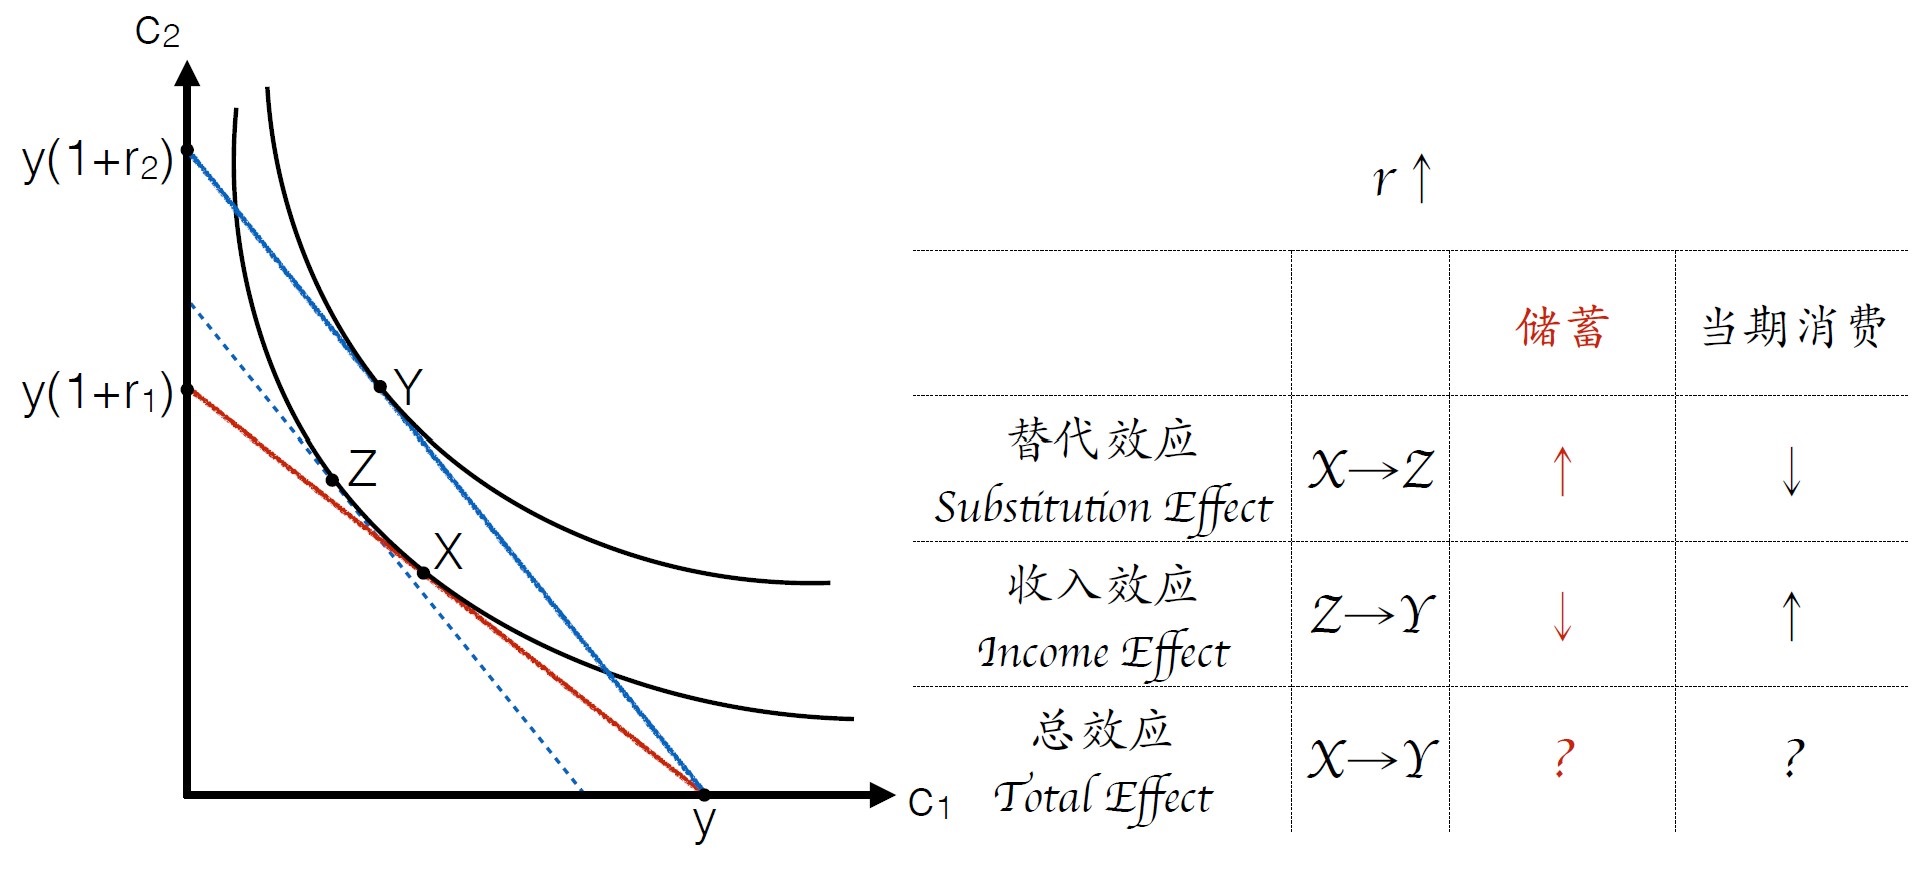 c₂
y(1+r₂)
y(1+r₁)
Y
Z
X
y
c₁
r↑
储蓄 当期消费
替代效应
Substitution Effect
X→Z ↑ ↓
收入效应
Income Effect
Z→Y ↓ ↑
总效应
Total Effect
X→Y ? ?